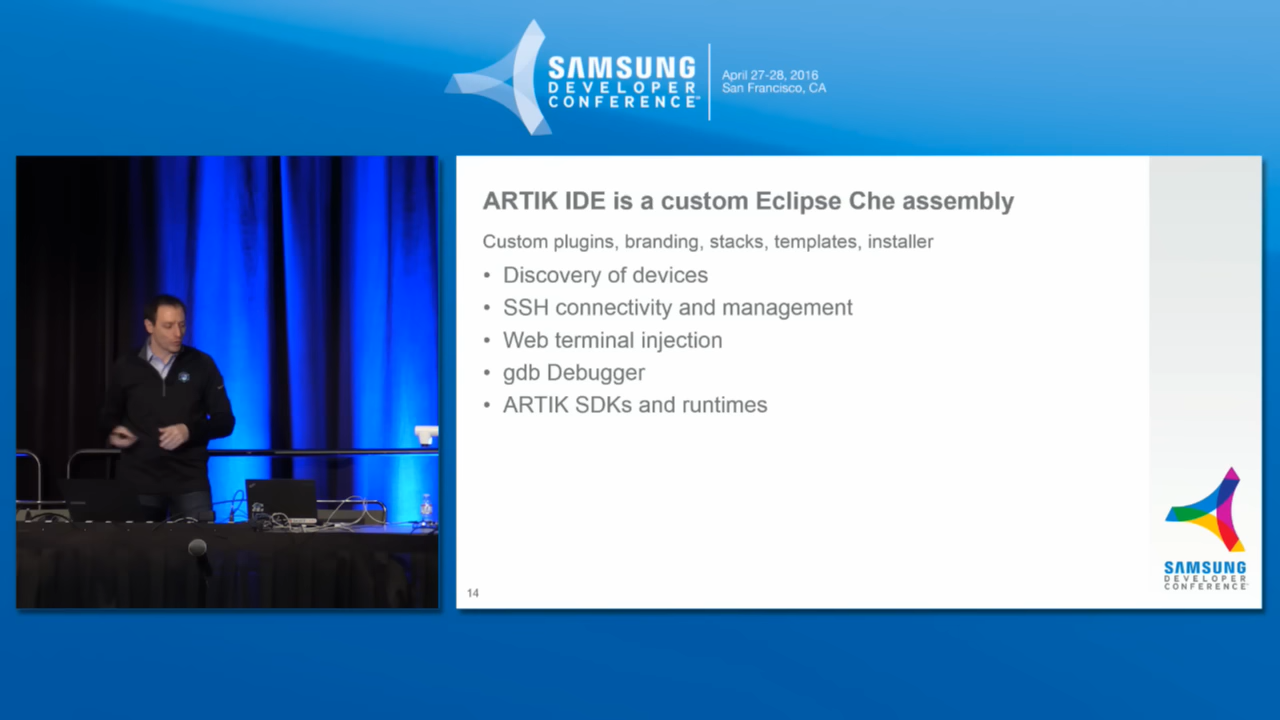 SAMSUNG
DEVELOPER
CONFERENCE™
April 27-28, 2016
San Francisco, CA
ARTIK IDE is a custom Eclipse Che assembly
Custom plugins, branding, stacks, templates, installer
• Discovery of devices
• SSH connectivity and management
• Web terminal injection
• gdb Debugger
• ARTIK SDKs and runtimes
14
SAMSUNG
DEVELOPER
CONFERENCE™